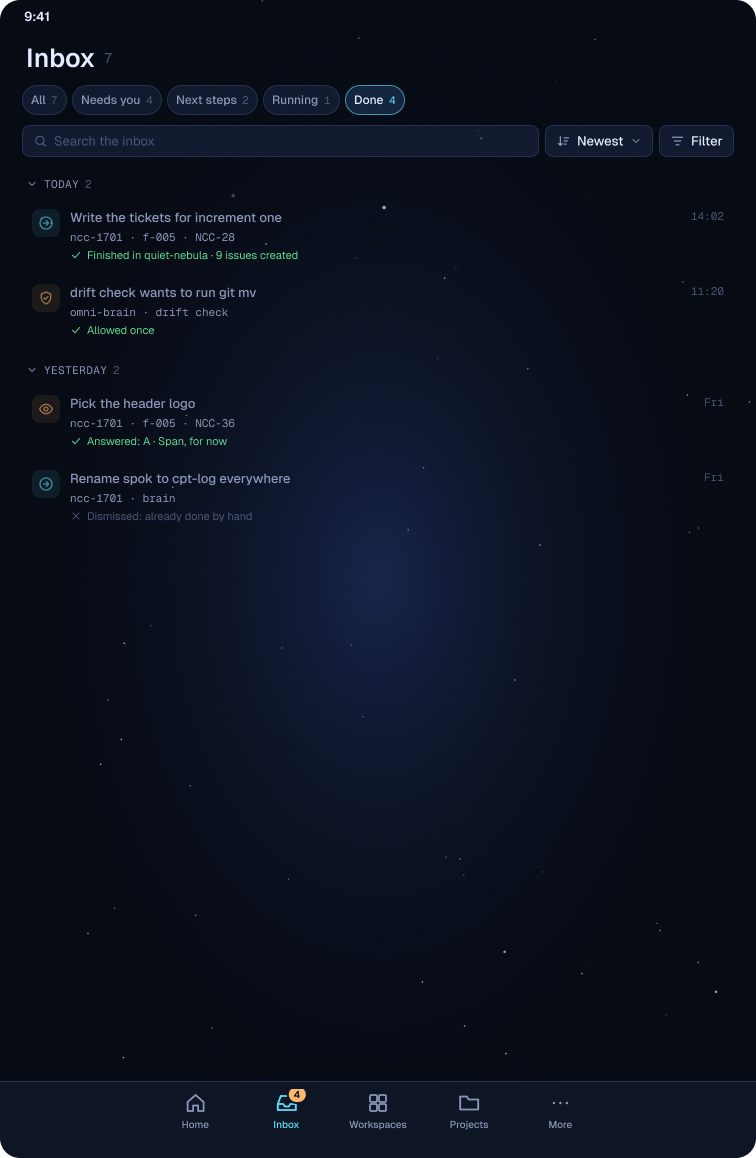 9:41
Inbox 7
All 7 Needs you 4 Next steps 2 Running 1 Done 4
Search the inbox Newest Filter
TODAY 2
Write the tickets for increment one 14:02
ncc-1701 · f-005 · NCC-28
Finished in quiet-nebula · 9 issues created
drift check wants to run git mv 11:20
omni-brain · drift check
Allowed once
YESTERDAY 2
Pick the header logo Fri
ncc-1701 · f-005 · NCC-36
Answered: A · Span, for now
Rename spok to cpt-log everywhere Fri
ncc-1701 · brain
Dismissed: already done by hand
4
Home Inbox Workspaces Projects More